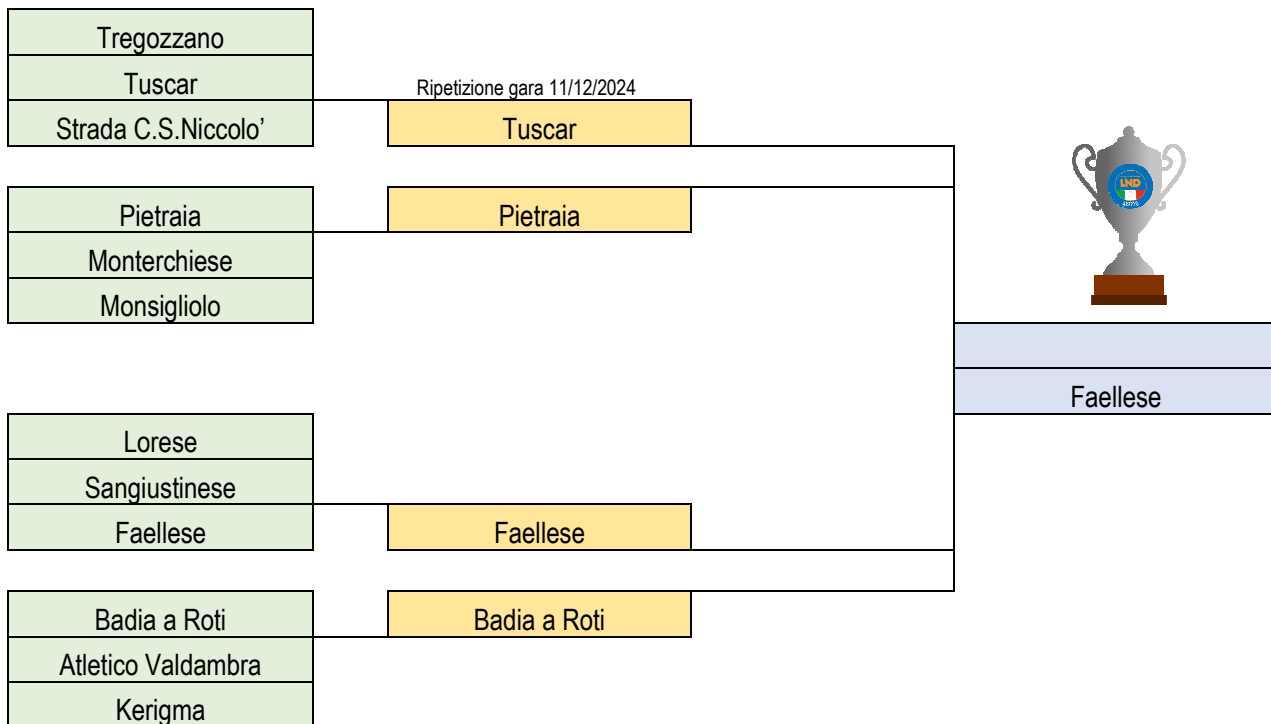 Tregozzano
Tuscar
Strada C.S.Niccolo’
Ripetizione gara 11/12/2024
Tuscar
Pietraia
Monterchiese
Monsigliolo
Pietraia
LND
Faellese
Lorese
Sangiustinese
Faellese
Faellese
Badia a Roti
Atletico Valdambra
Kerigma
Badia a Roti